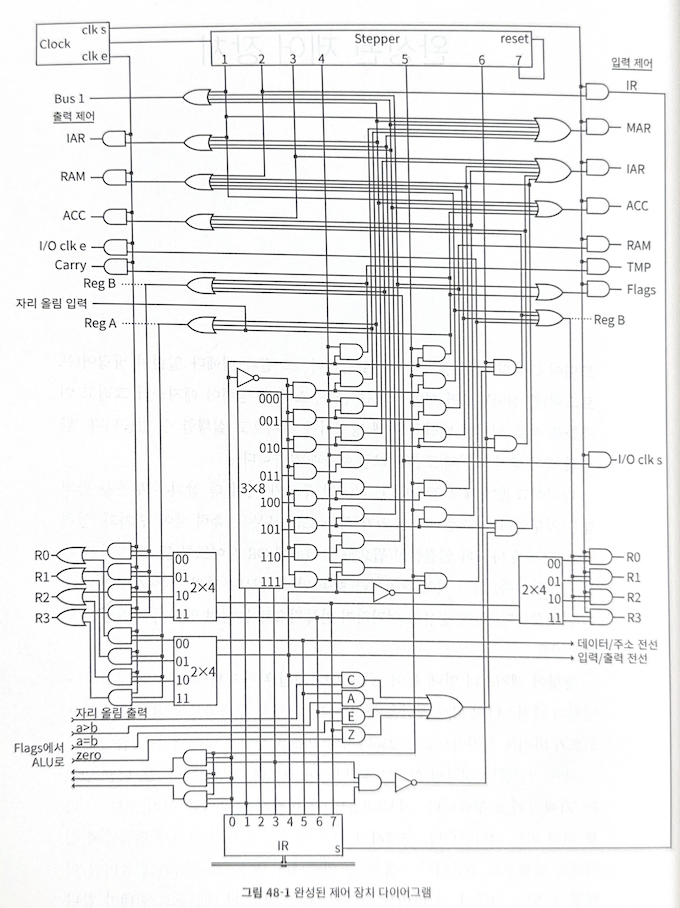 clk s
Clock
clk e
Stepper
reset
1 2 3 4 5 6 7
입력 제어
IR
Bus 1
출력 제어
MAR
IAR
IAR
RAM
ACC
ACC
I/O clk e
RAM
Carry
TMP
Reg B
Flags
자리 올림 입력
Reg A
Reg B
000
001
010
011
3×8
100
101
110
111
I/O clk s
R0
R1
R2
R3
00
01
2×4
10
11
00
01
2×4
10
11
00
01
2×4
10
11
R0
R1
R2
R3
데이터/주소 전선
입력/출력 전선
자리 올림 출력
a>b
a=b
zero
Flags에서
ALU로
C
A
E
Z
0 1 2 3 4 5 6 7
IR
s
그림 48-1 완성된 제어 장치 다이어그램